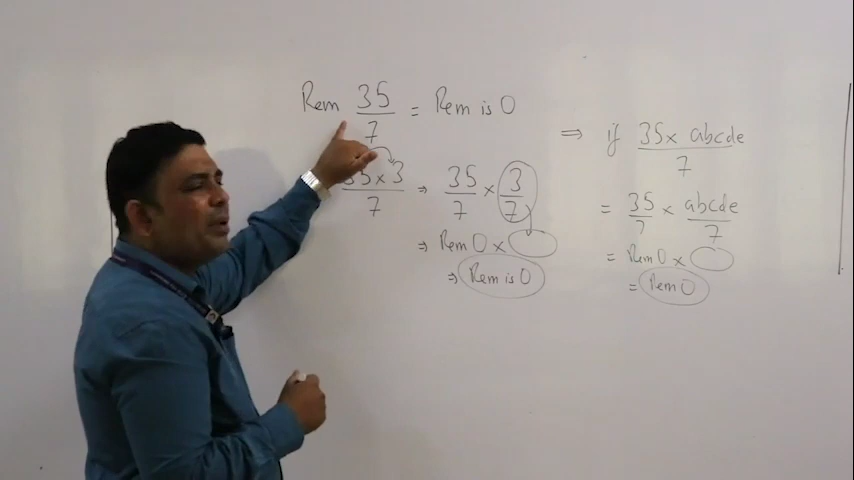 Rem 35/7 = Rem is 0
35 x 3/7 ⇒ 35/7 x 3/7
⇒ Rem 0 x
⇒ Rem is 0
⇒ if 35 x abcde/7
= 35/7 x abcde/7
= Rem 0 x
= Rem 0